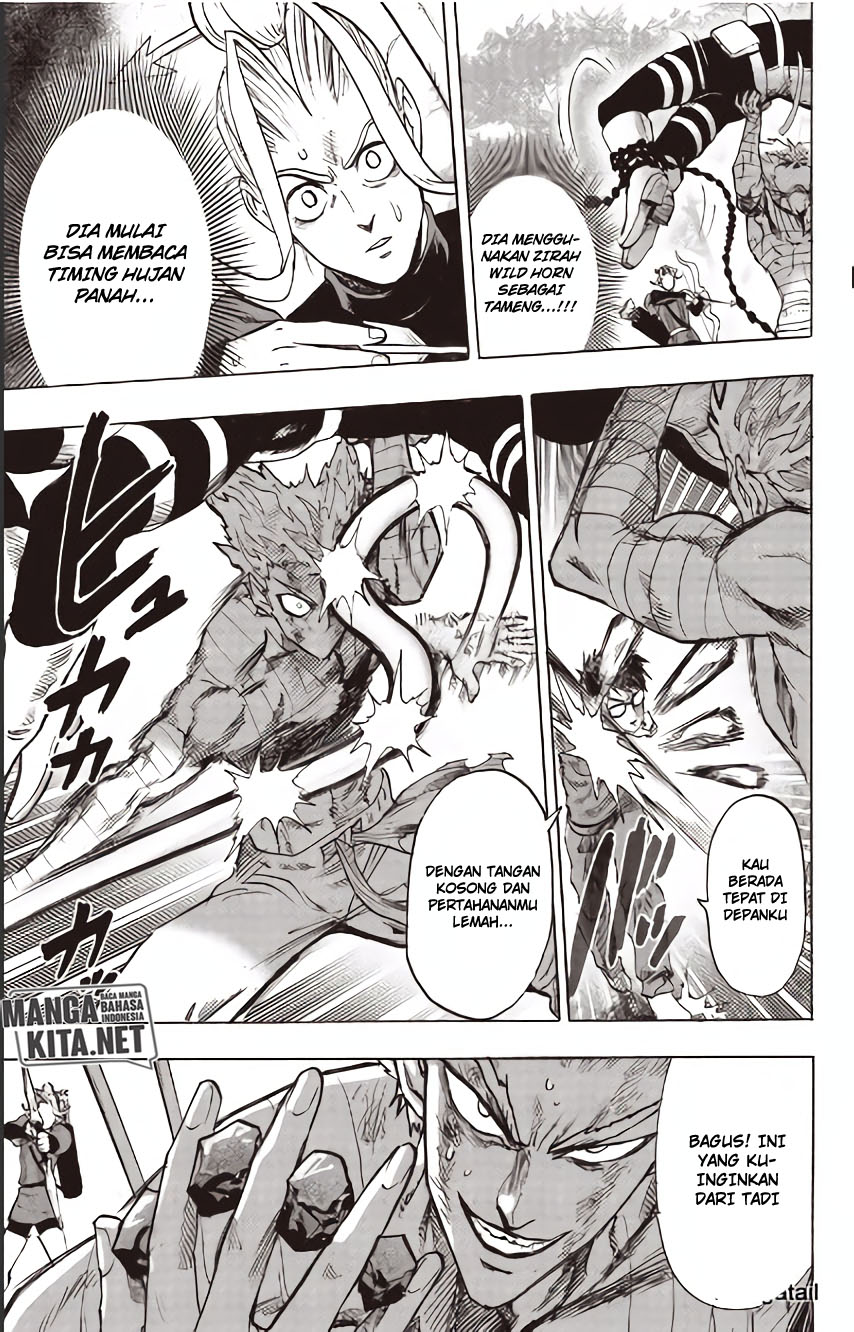 DIA MENGGU-
NAKAN ZIRAH
WILD HORN
SEBAGAI
TAMENG...!!!
DIA MULAI
BISA MEMBACA
TIMING HUJAN
PANAH...
KAU
BERADA
TEPAT DI
DEPANKU
DENGAN TANGAN
KOSONG DAN
PERTAHANANMU
LEMAH...
ヒュ
カカ
カッ
MANGA
BACA MANGA
BAHASA
INDONESIA
KITA.NET
BAGUS! INI
YANG KU-
INGINKAN
DARI TADI